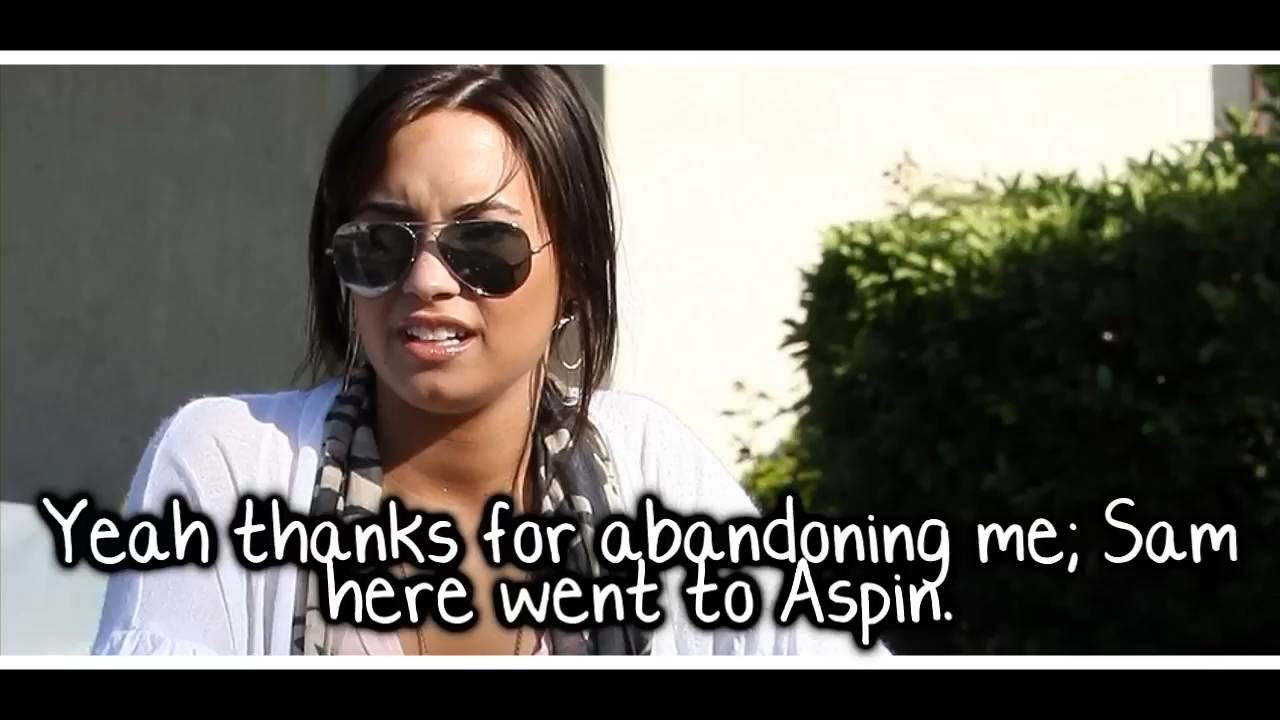 Yeah thanks for abandoning me; Sam
here went to Aspin.